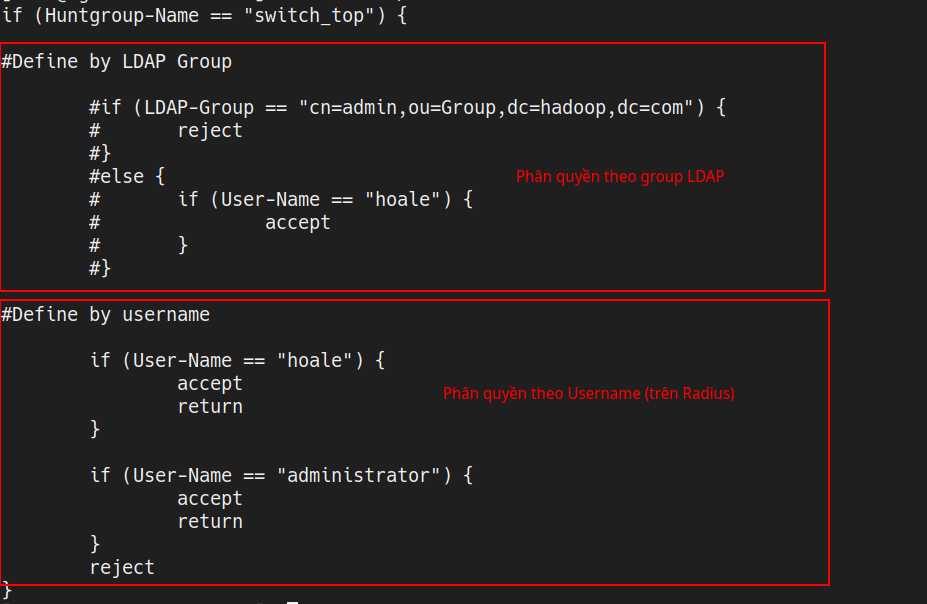 if (Huntgroup-Name == "switch_top") {
#Define by LDAP Group
#if (LDAP-Group == "cn=admin,ou=Group,dc=hadoop,dc=com") {
# reject
#}
#else {
Phân quyền theo group LDAP
# if (User-Name == "hoale") {
# accept
# }
#}
#Define by username
if (User-Name == "hoale") {
accept
Phân quyền theo Username (trên Radius)
return
}
if (User-Name == "administrator") {
accept
return
}
reject
}